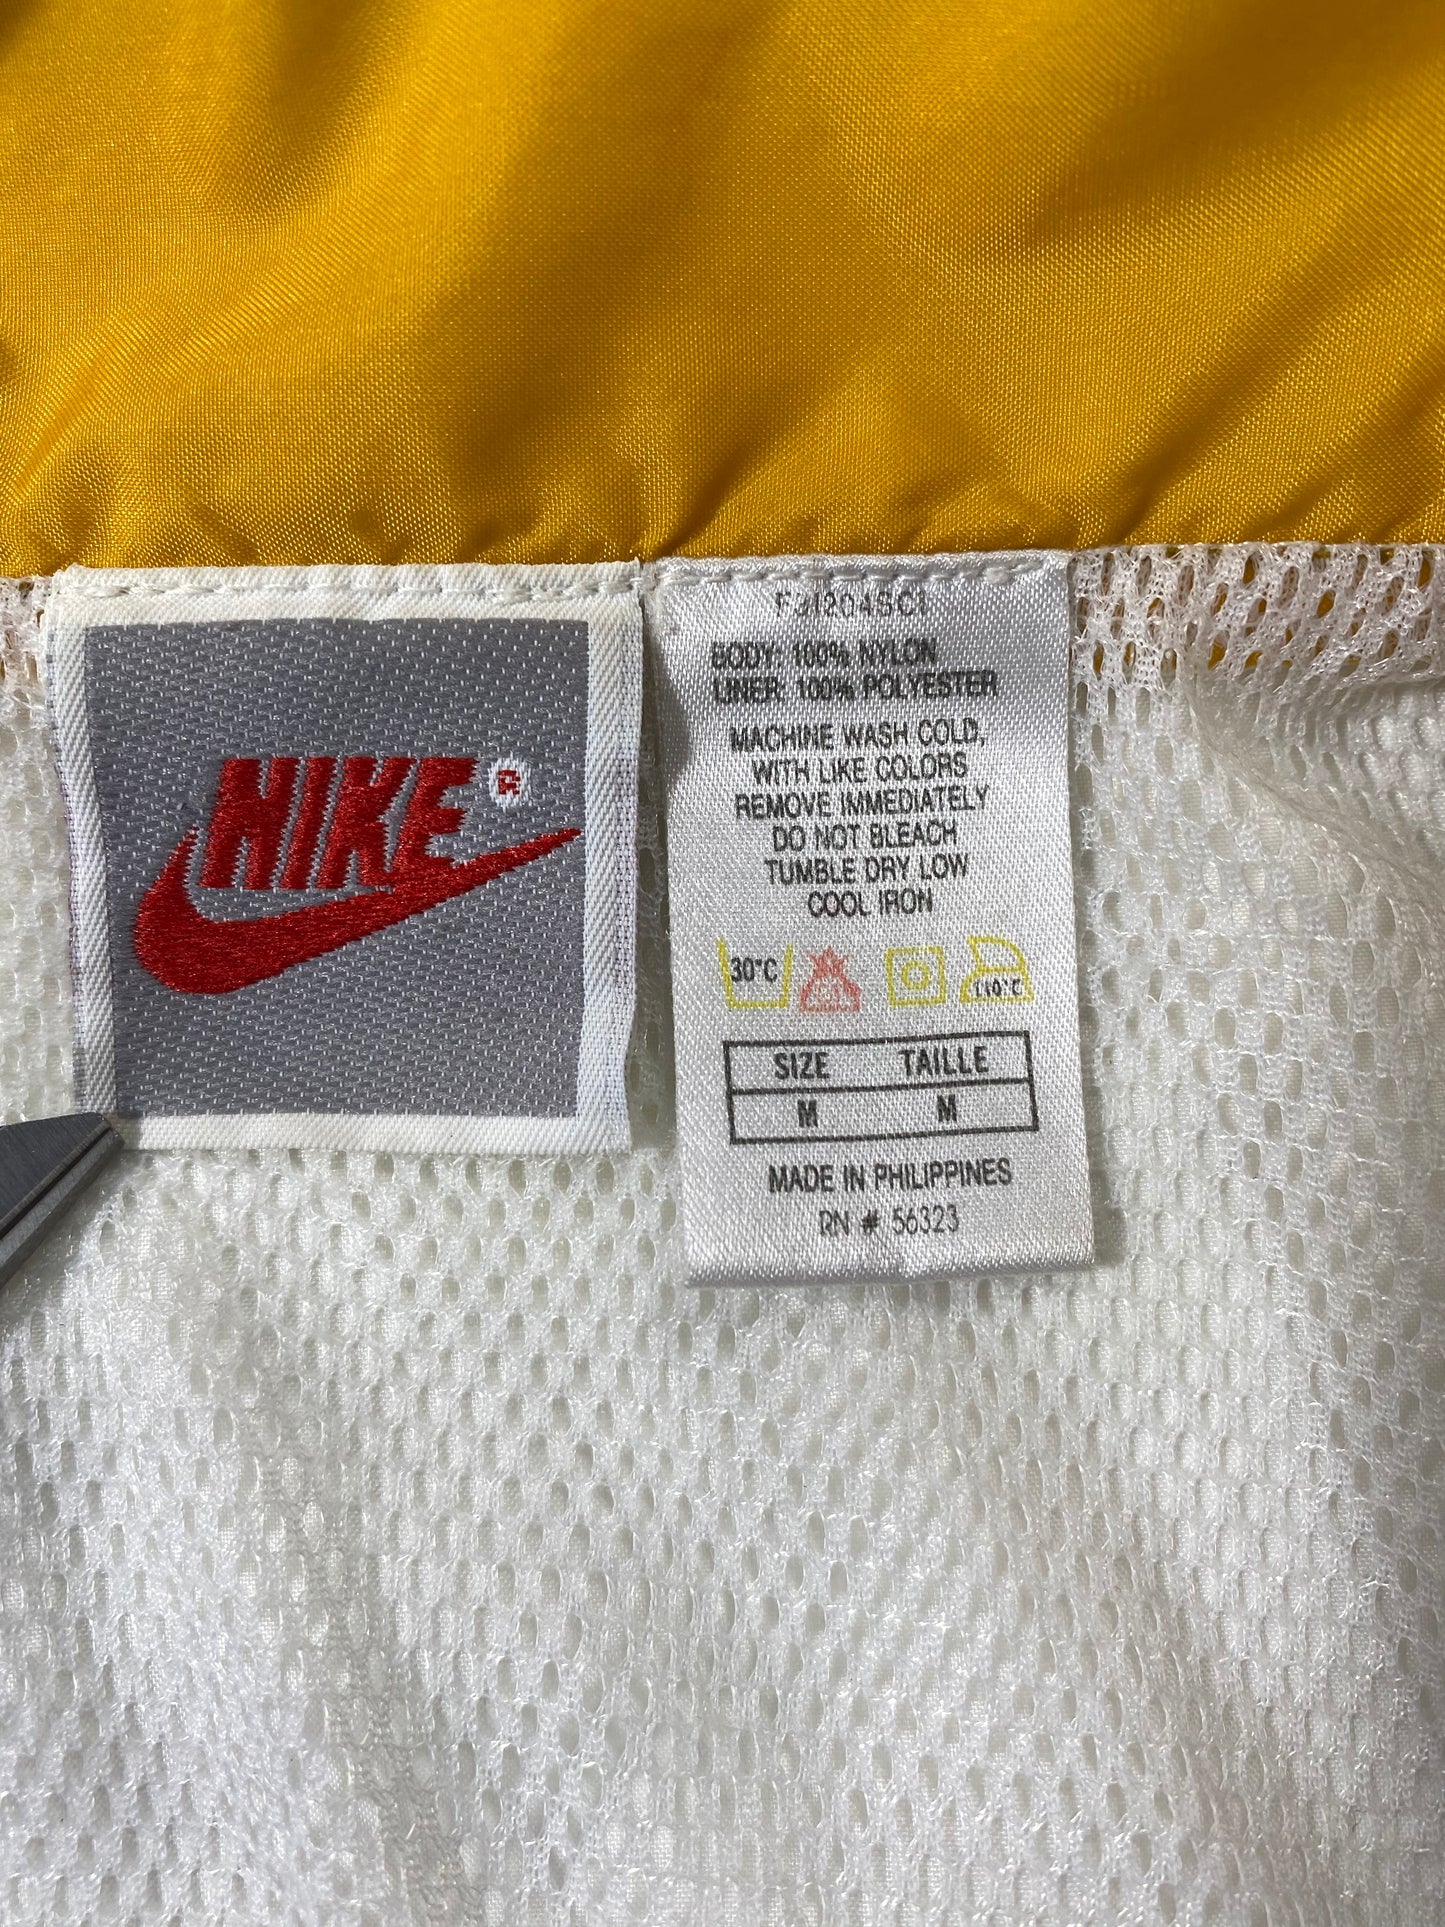 NIKE®
BODY: 100% NYLON
LINER: 100% POLYESTER
MACHINE WASH COLD,
WITH LIKE COLORS
REMOVE IMMEDIATELY
DO NOT BLEACH
TUMBLE DRY LOW
COOL IRON
30°C
110°C
SIZE TAILLE
M M
MADE IN PHILIPPINES
RN # 56323